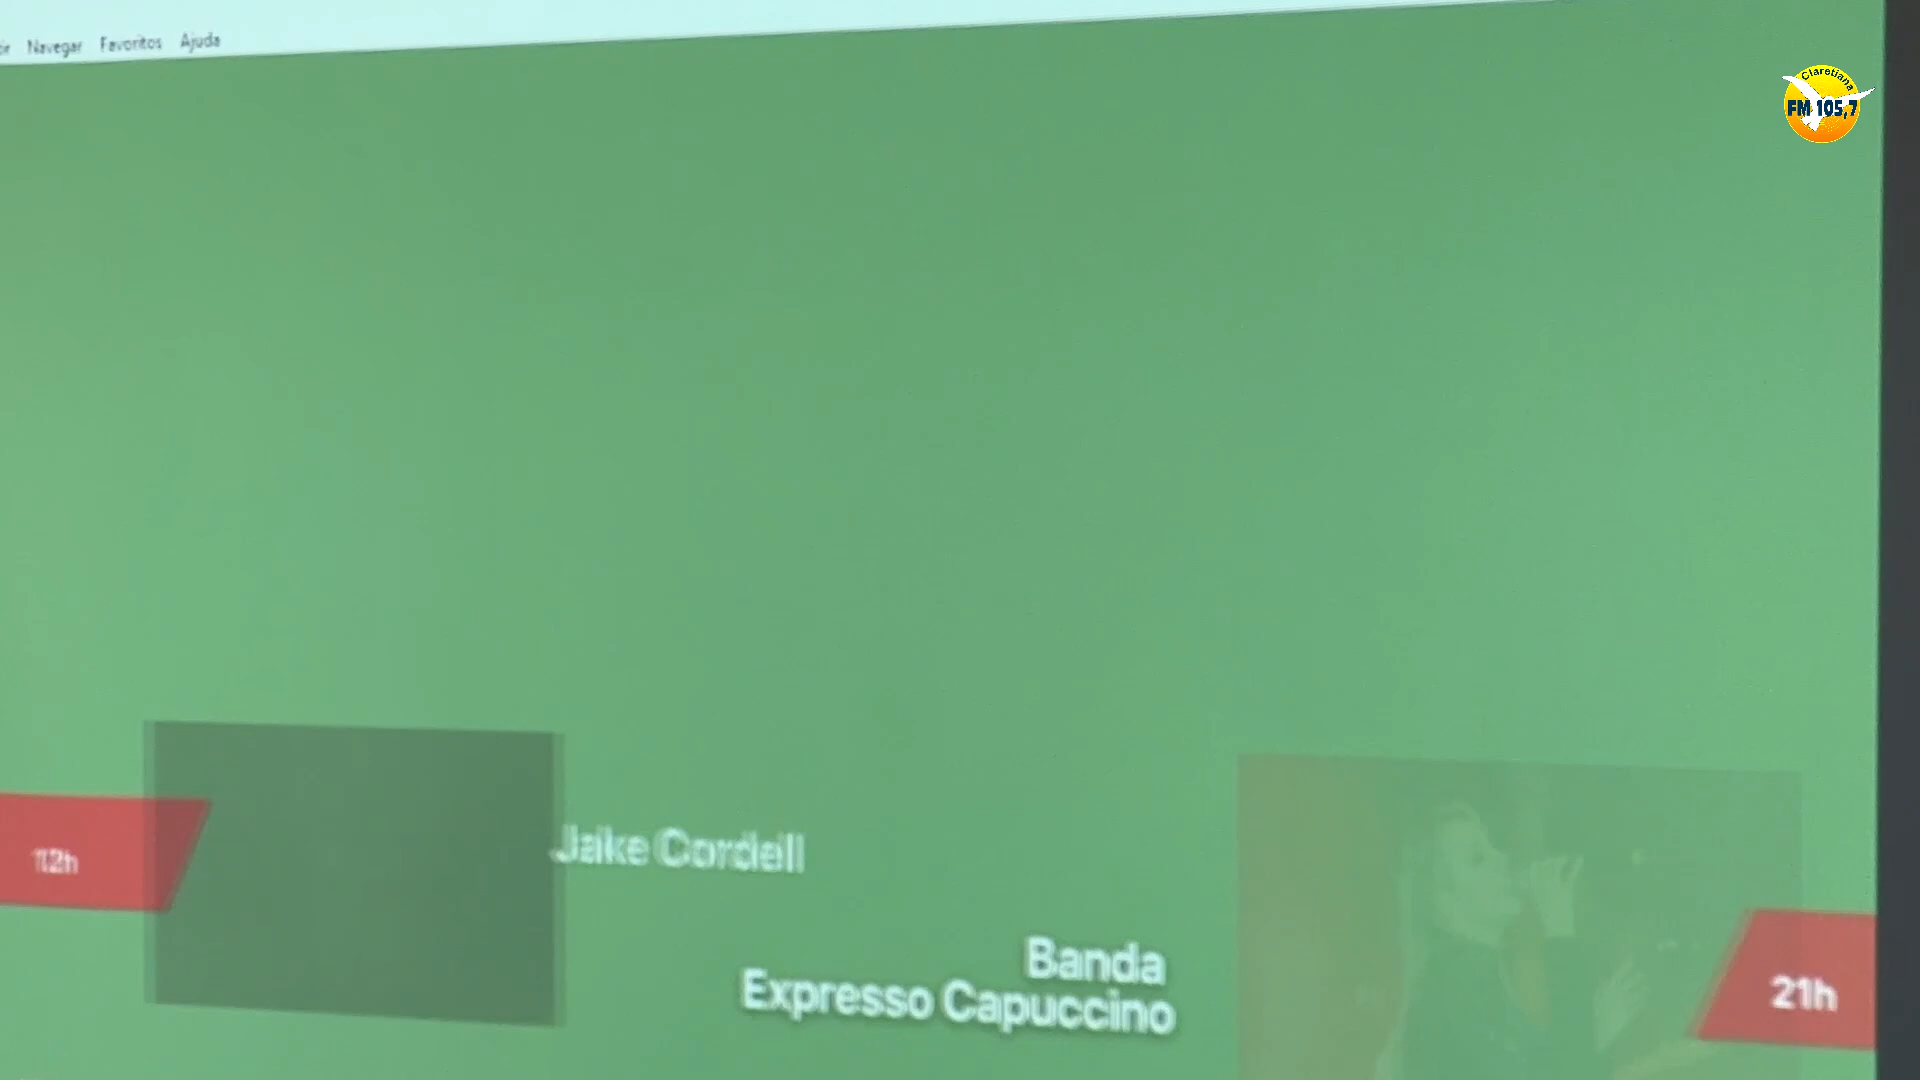 Navegar Favoritos Ajuda
Claretiana
FM 105,7
12h
Jake Cordell
Banda
Expresso Capuccino
21h